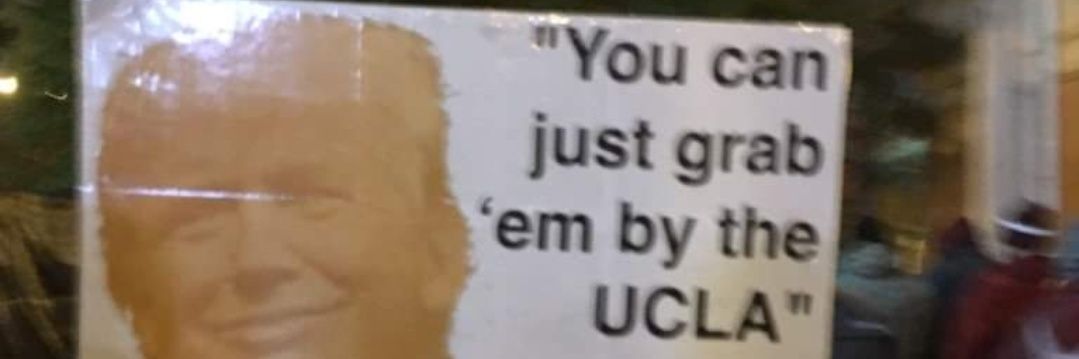 "You can
just grab
‘em by the
UCLA"